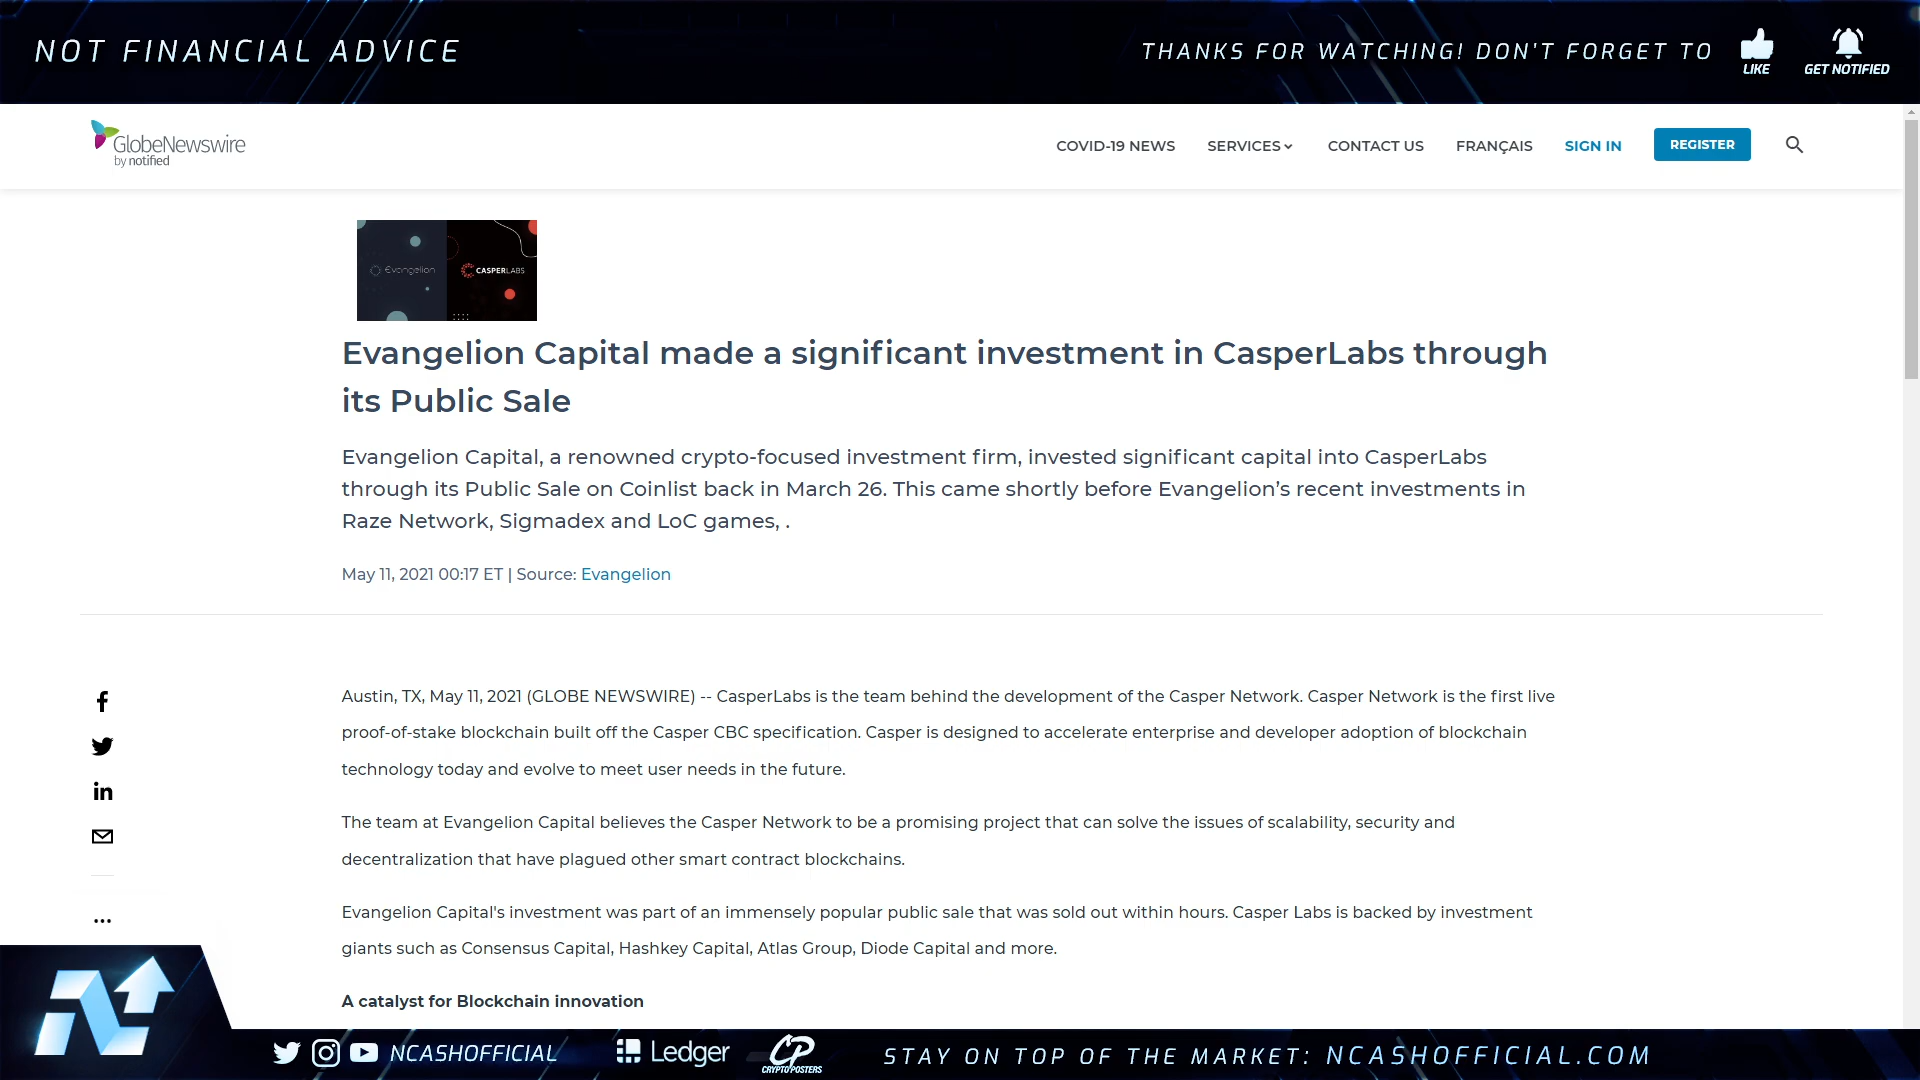 NOT FINANCIAL ADVICE
THANKS FOR WATCHING! DON'T FORGET TO
LIKE
GET NOTIFIED
GlobeNewswire
by notified
COVID-19 NEWS
SERVICES
CONTACT US
FRANÇAIS
SIGN IN
REGISTER
Evangelion
CASPERLABS
Evangelion Capital made a significant investment in CasperLabs through
its Public Sale
Evangelion Capital, a renowned crypto-focused investment firm, invested significant capital into CasperLabs
through its Public Sale on Coinlist back in March 26. This came shortly before Evangelion’s recent investments in
Raze Network, Sigmadex and LoC games, .
May 11, 2021 00:17 ET | Source: Evangelion
Austin, TX, May 11, 2021 (GLOBE NEWSWIRE) -- CasperLabs is the team behind the development of the Casper Network. Casper Network is the first live
proof-of-stake blockchain built off the Casper CBC specification. Casper is designed to accelerate enterprise and developer adoption of blockchain
technology today and evolve to meet user needs in the future.
The team at Evangelion Capital believes the Casper Network to be a promising project that can solve the issues of scalability, security and
decentralization that have plagued other smart contract blockchains.
Evangelion Capital's investment was part of an immensely popular public sale that was sold out within hours. Casper Labs is backed by investment
giants such as Consensus Capital, Hashkey Capital, Atlas Group, Diode Capital and more.
A catalyst for Blockchain innovation
NCASHOFFICIAL
Ledger
CP
CRYPTOPOSTERS
STAY ON TOP OF THE MARKET: NCASHOFFICIAL.COM